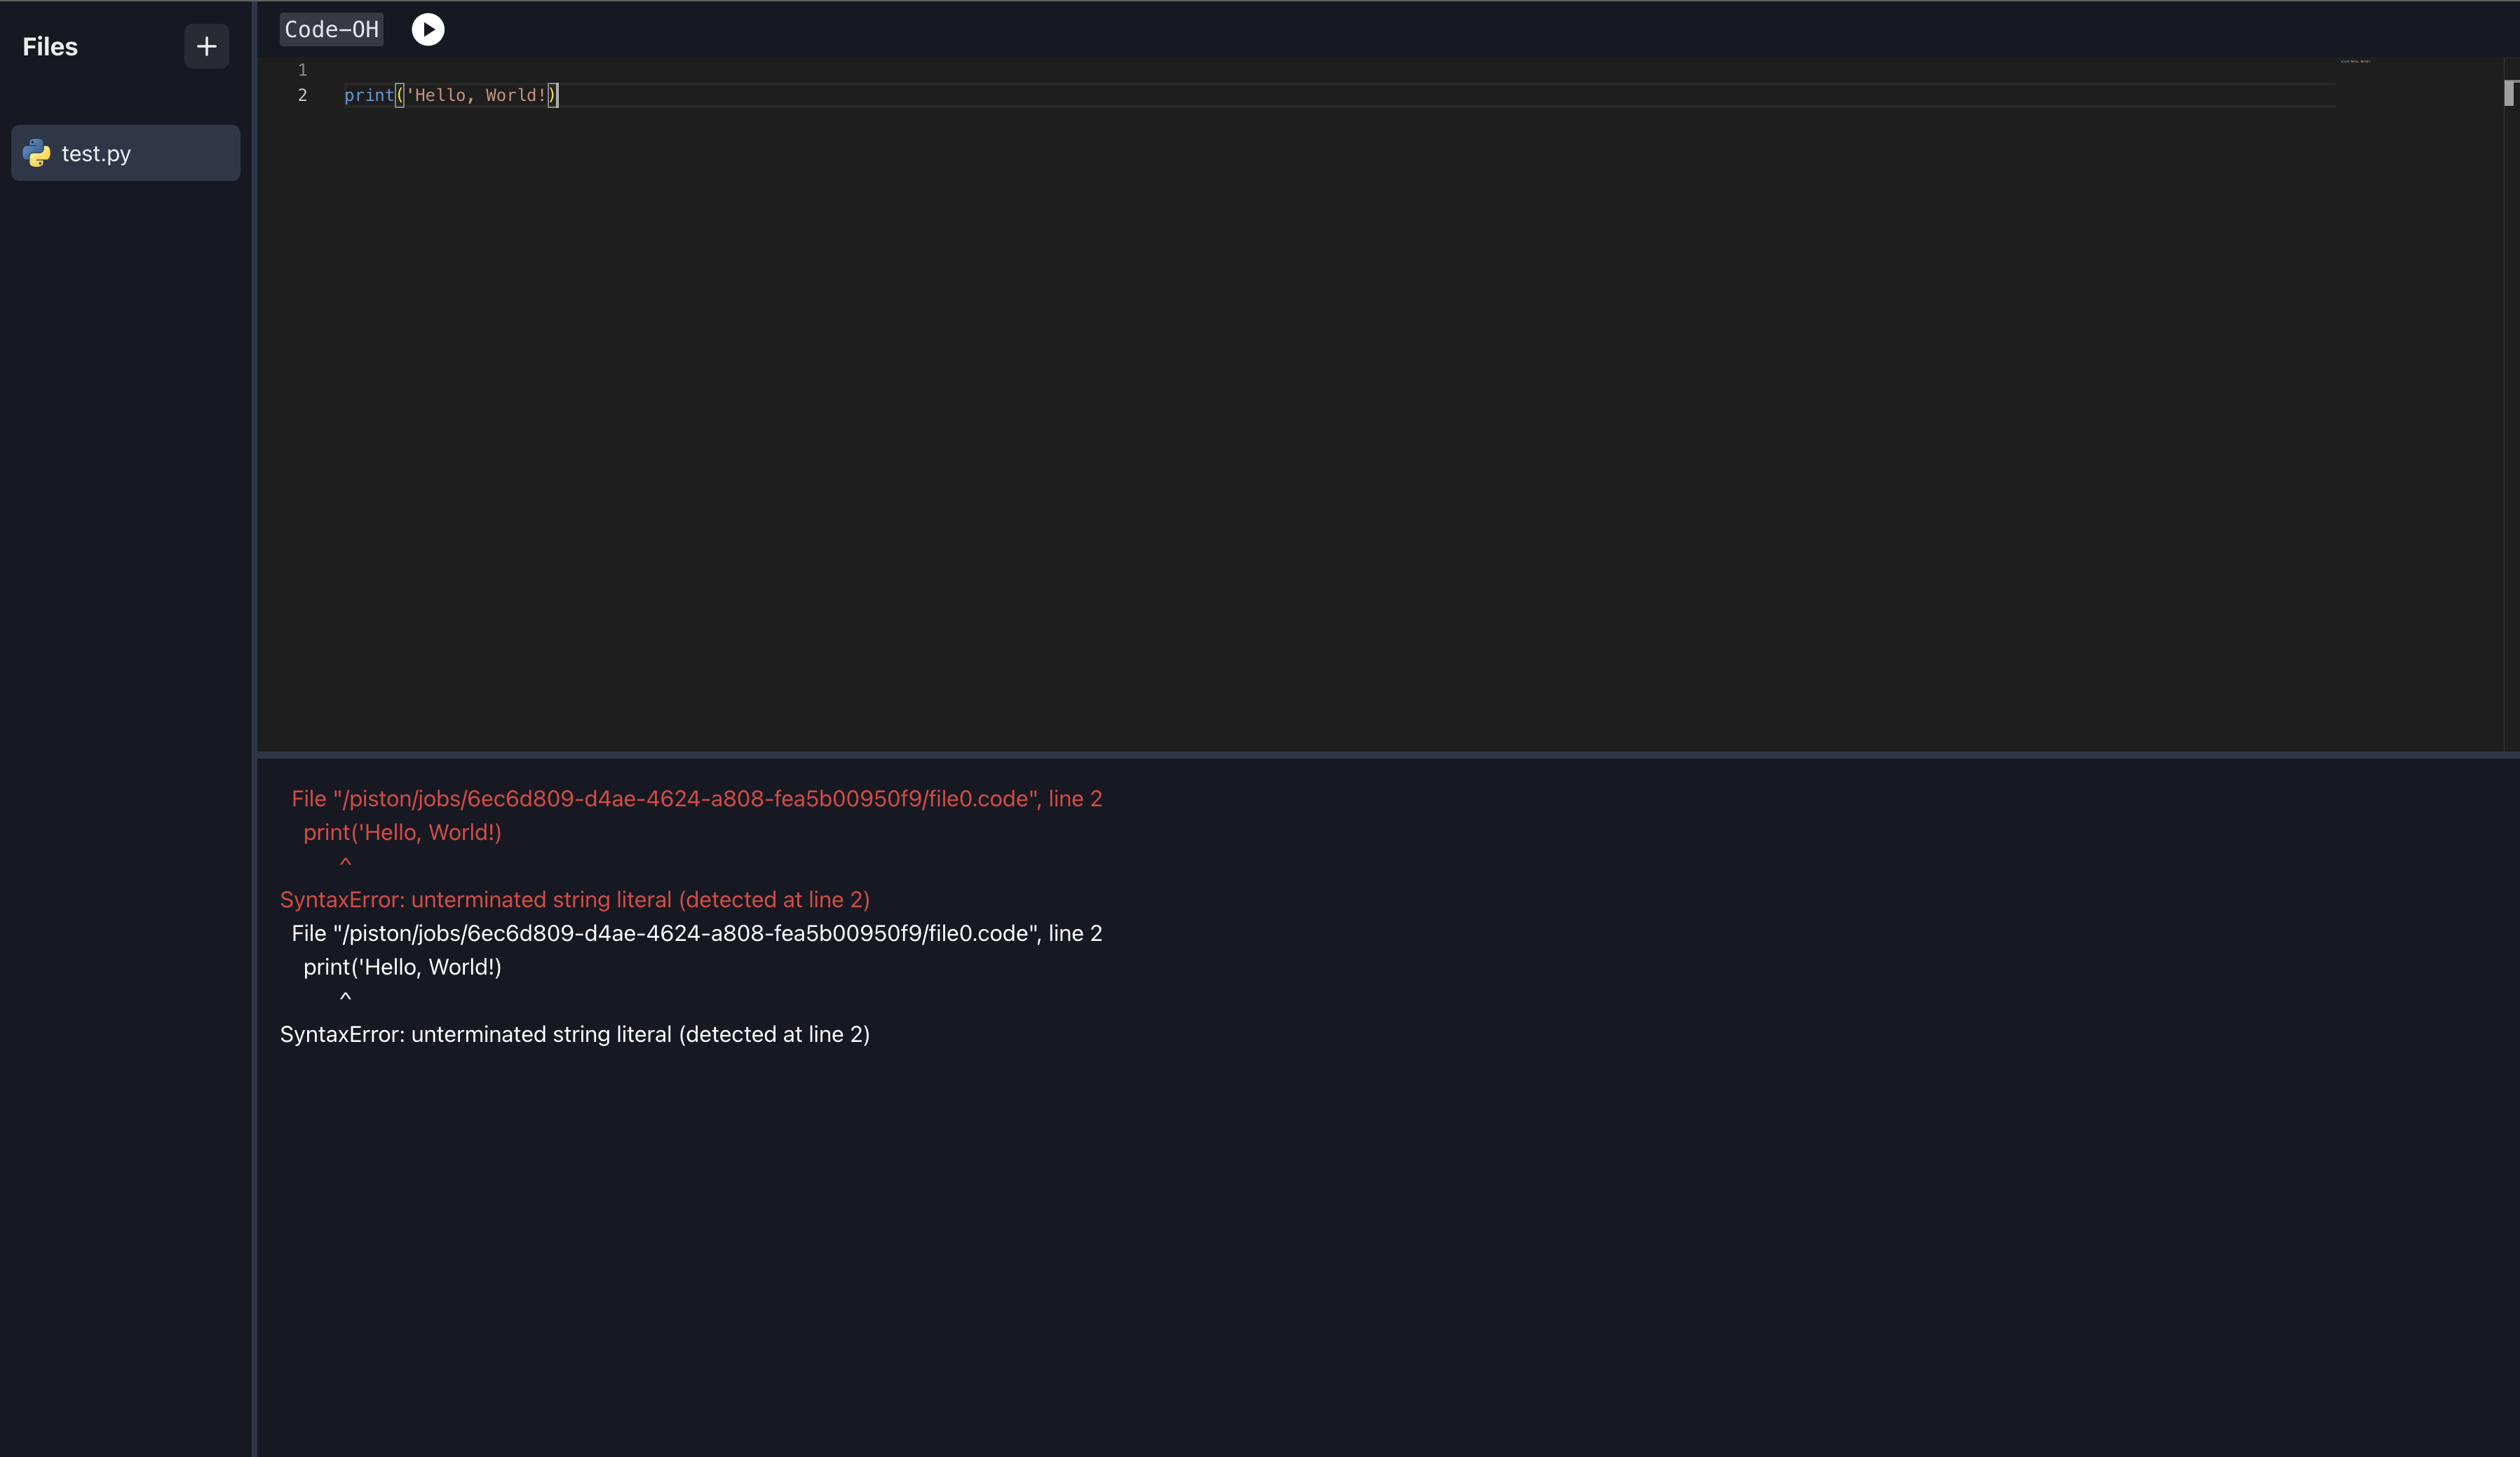 Files
+
test.py
Code-OH
1
2 print('Hello, World!)
File "/piston/jobs/6ec6d809-d4ae-4624-a808-fea5b00950f9/file0.code", line 2
print('Hello, World!)
^
SyntaxError: unterminated string literal (detected at line 2)
File "/piston/jobs/6ec6d809-d4ae-4624-a808-fea5b00950f9/file0.code", line 2
print('Hello, World!)
^
SyntaxError: unterminated string literal (detected at line 2)